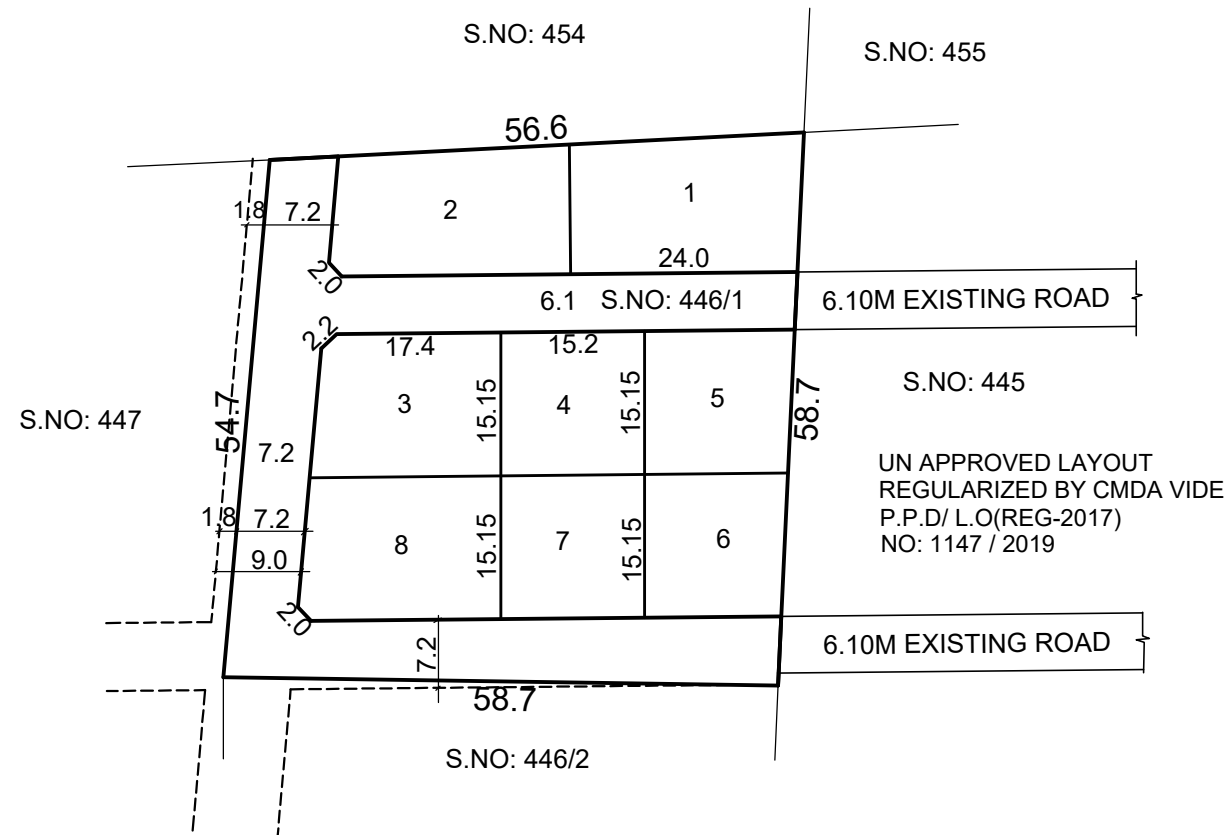 S.NO: 454
S.NO: 455
56.6
1.8
7.2
2
1
24.0
2.0
6.1
S.NO: 446/1
6.10M EXISTING ROAD
2.2
17.4
15.2
S.NO: 445
3
15.15
4
15.15
5
58.7
S.NO: 447
54.7
7.2
UN APPROVED LAYOUT
REGULARIZED BY CMDA VIDE
P.P.D/ L.O(REG-2017)
NO: 1147 / 2019
1.8
7.2
8
15.15
7
15.15
6
9.0
2.0
7.2
6.10M EXISTING ROAD
58.7
S.NO: 446/2